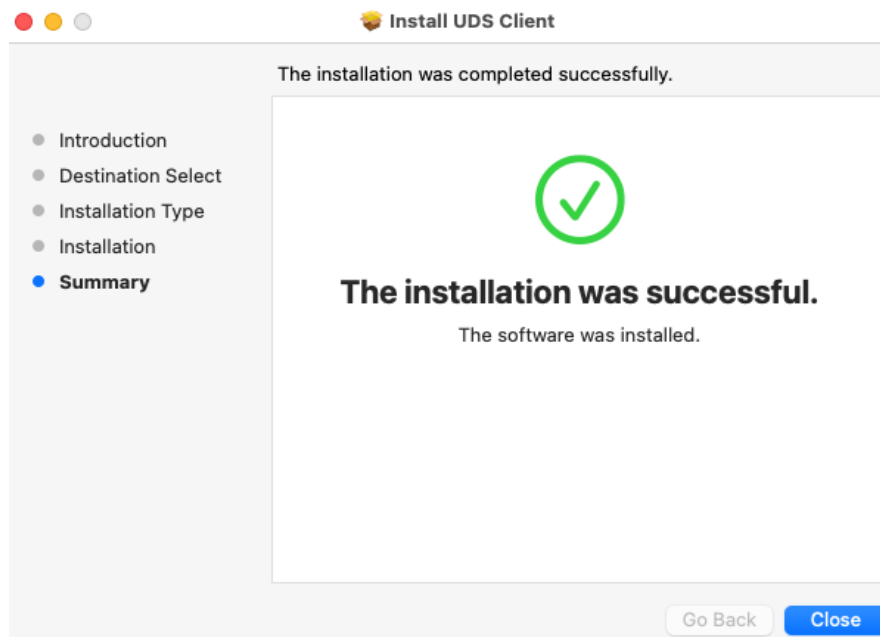 Install UDS Client
The installation was completed successfully.
Introduction
Destination Select
Installation Type
Installation
Summary
The installation was successful.
The software was installed.
Go Back
Close